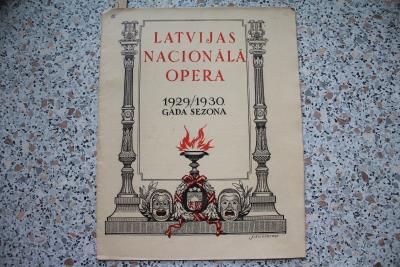 LATVIJAS
NACIONĀLĀ
OPERA
1929/1930
GADA SEZONA